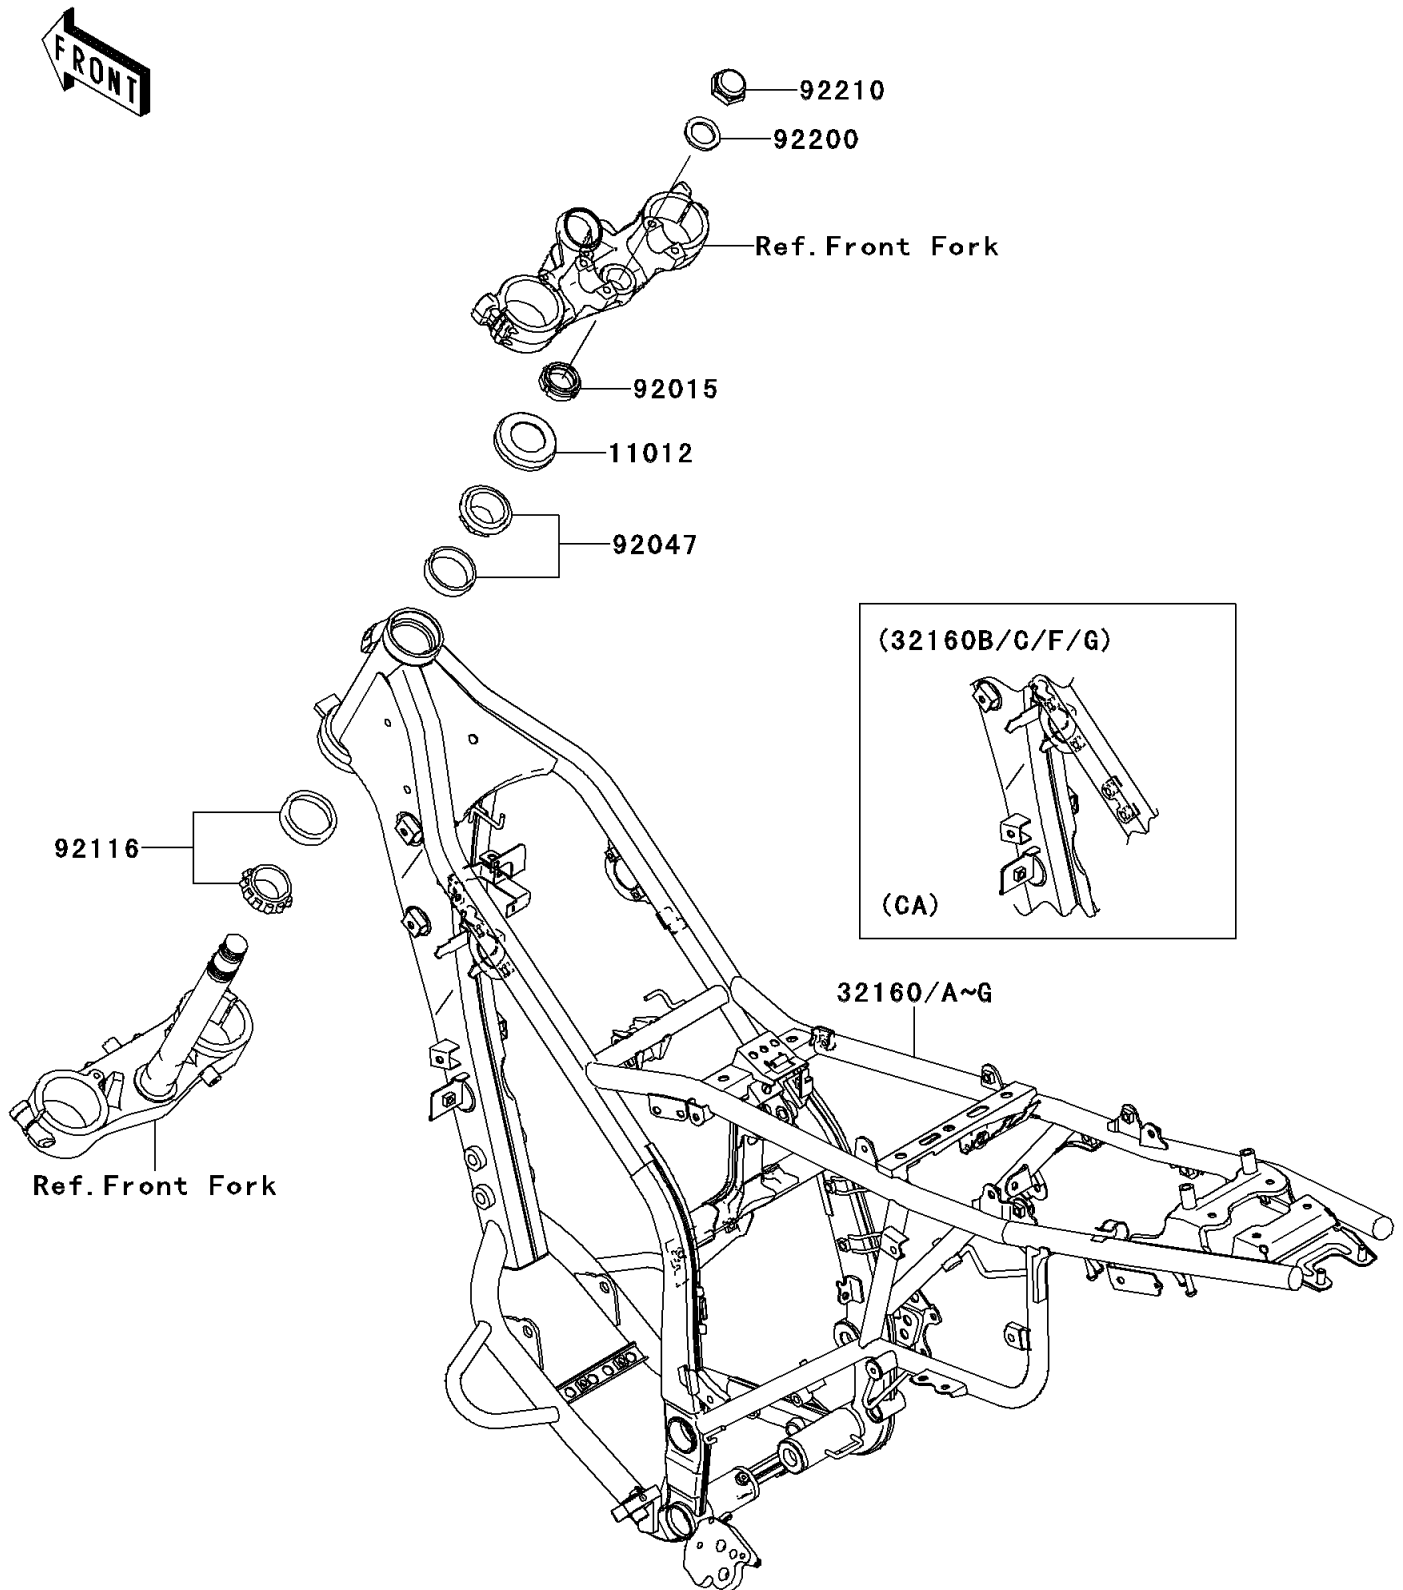 FRONT
92210
92200
Ref.Front Fork
92015
11012
92047
(32160B/C/F/G)
92116
(CA)
32160/A~G
Ref.Front Fork